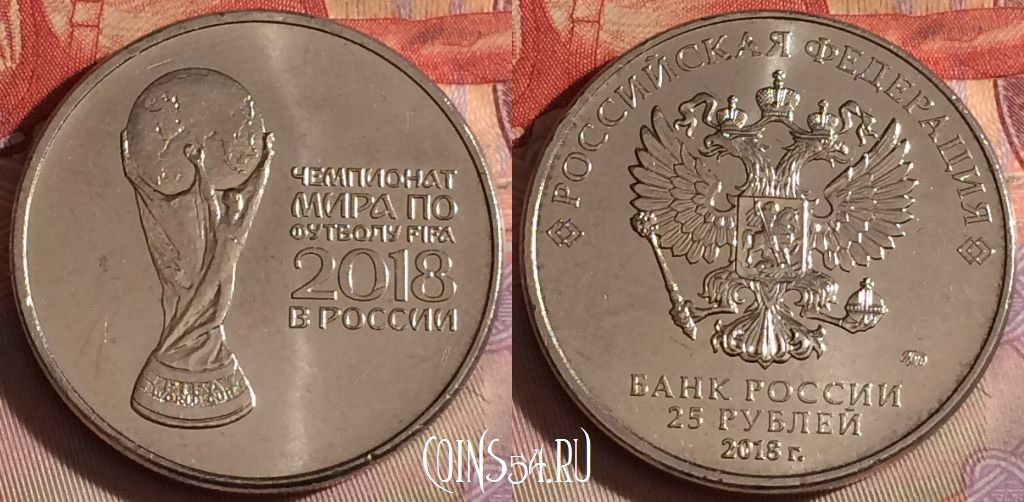 ЧЕМПИОНАТ
МИРА ПО
ФУТБОЛУ FIFA
2018
В РОССИИ
РОССИЙСКАЯ ФЕДЕРАЦИЯ
БАНК РОССИИ
25 РУБЛЕЙ
2018 г.
COINS54.RU